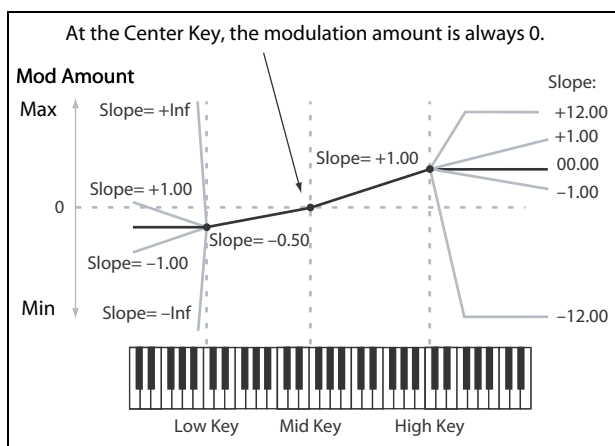 At the Center Key, the modulation amount is always 0.
Mod Amount
Slope:
Max
Slope= +Inf
+12.00
+1.00
Slope= +1.00
00.00
Slope= +1.00
–1.00
0
Slope= –0.50
Slope= –1.00
Min
Slope= –Inf
–12.00
Low Key
Mid Key
High Key